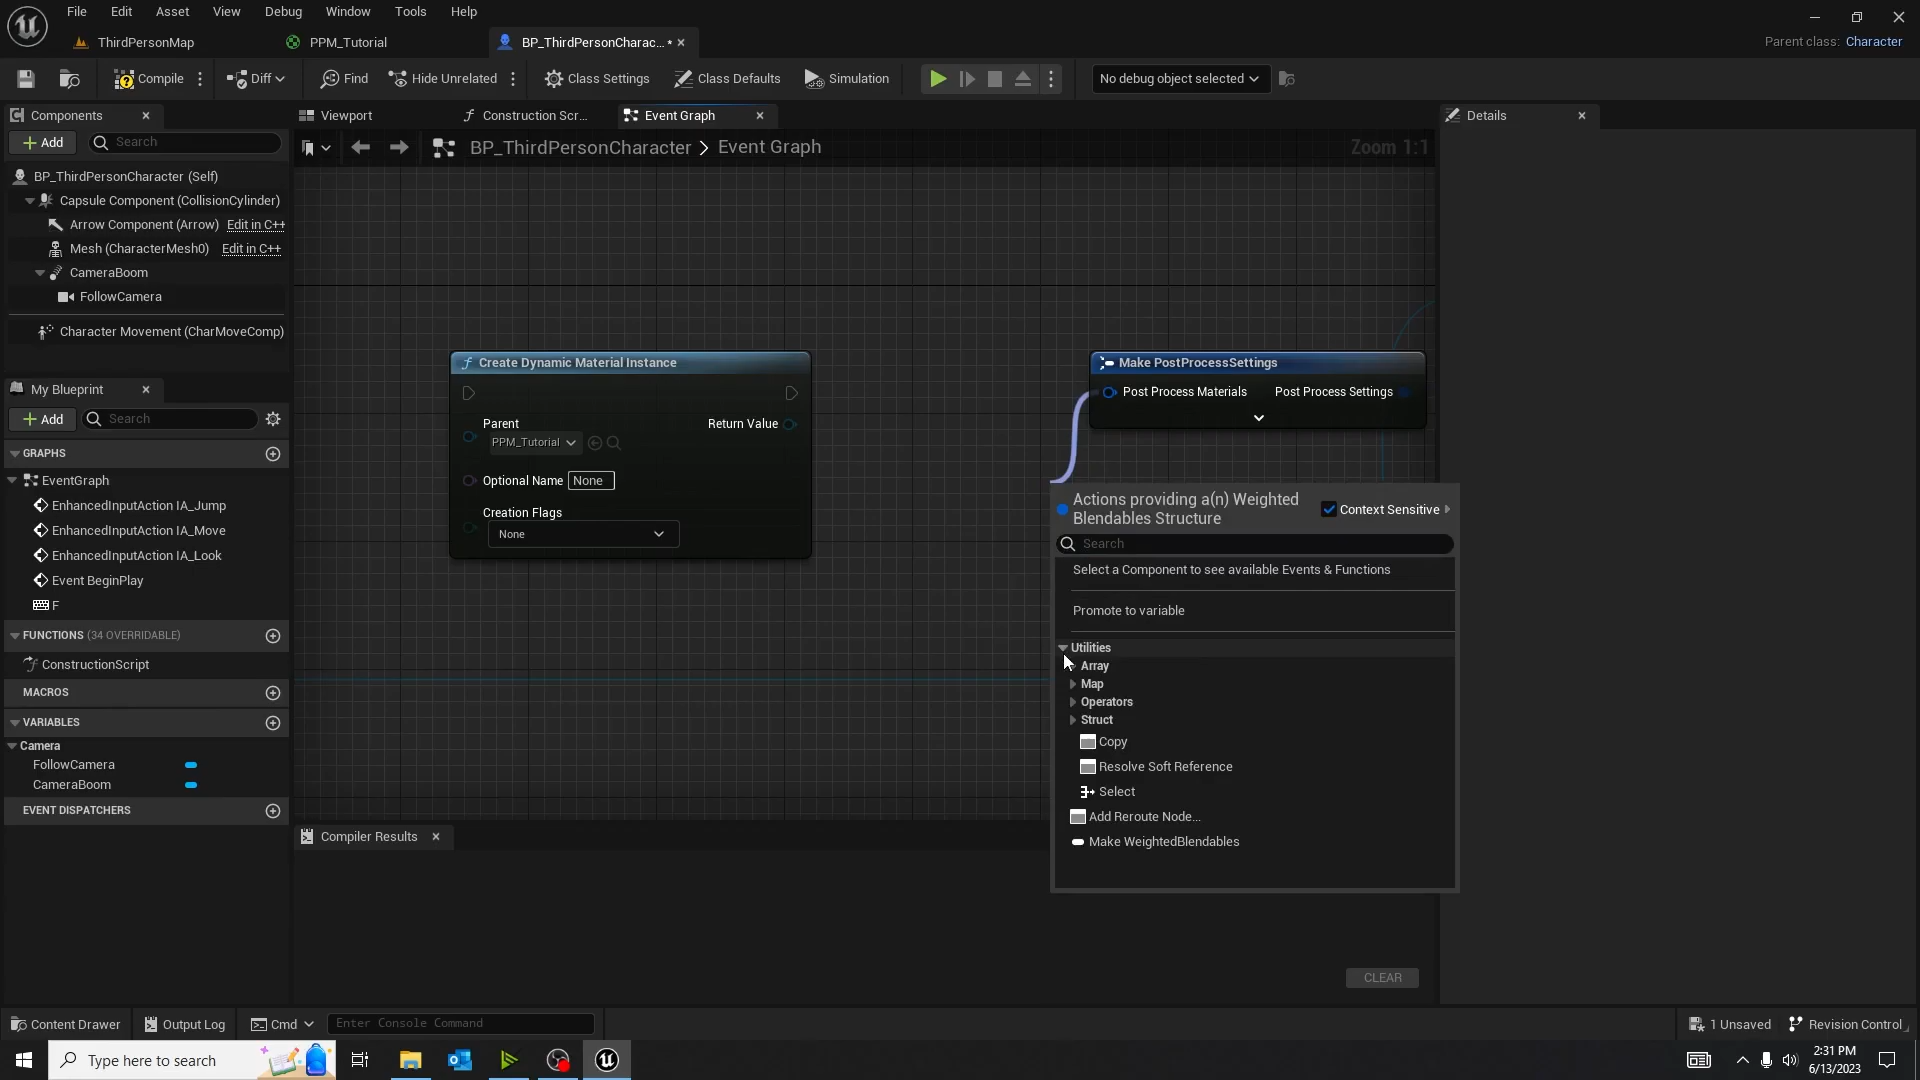 File Edit Asset View Debug Window Tools Help
ThirdPersonMap PPM_Tutorial BP_ThirdPersonCharac... *
Parent class: Character
Compile Diff Find Hide Unrelated Class Settings Class Defaults Simulation No debug object selected
Components
Add Search
BP_ThirdPersonCharacter (Self)
Capsule Component (CollisionCylinder)
Arrow Component (Arrow) Edit in C++
Mesh (CharacterMesh0) Edit in C++
CameraBoom
FollowCamera
Character Movement (CharMoveComp)
My Blueprint
Add Search
GRAPHS
EventGraph
EnhancedInputAction IA_Jump
EnhancedInputAction IA_Move
EnhancedInputAction IA_Look
Event BeginPlay
F
FUNCTIONS (34 OVERRIDABLE)
ConstructionScript
MACROS
VARIABLES
Camera
FollowCamera
CameraBoom
EVENT DISPATCHERS
Viewport Construction Scr... Event Graph
BP_ThirdPersonCharacter > Event Graph
Zoom 1:1
Create Dynamic Material Instance
Parent
PPM_Tutorial
Return Value
Optional Name None
Creation Flags
None
Make PostProcessSettings
Post Process Materials Post Process Settings
Actions providing a(n) Weighted
Blendables Structure
Context Sensitive
Search
Select a Component to see available Events & Functions
Promote to variable
Utilities
Array
Map
Operators
Struct
Copy
Resolve Soft Reference
Select
Add Reroute Node...
Make WeightedBlendables
Compiler Results
CLEAR
Details
Content Drawer Output Log Cmd Enter Console Command
1 Unsaved Revision Control
Type here to search
2:31 PM
6/13/2023